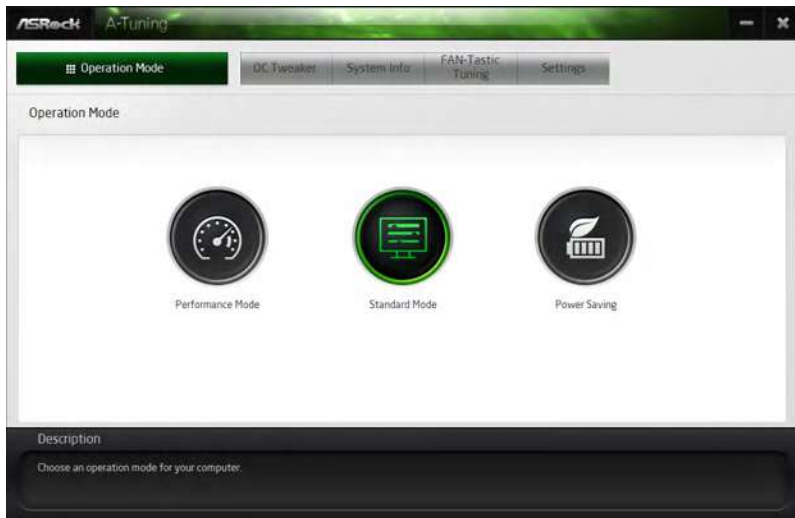 ASRock A-Tuning
Operation Mode OC Tweaker System Info FAN-Tastic Tuning Settings
Operation Mode
Performance Mode Standard Mode Power Saving
Description
Choose an operation mode for your computer.